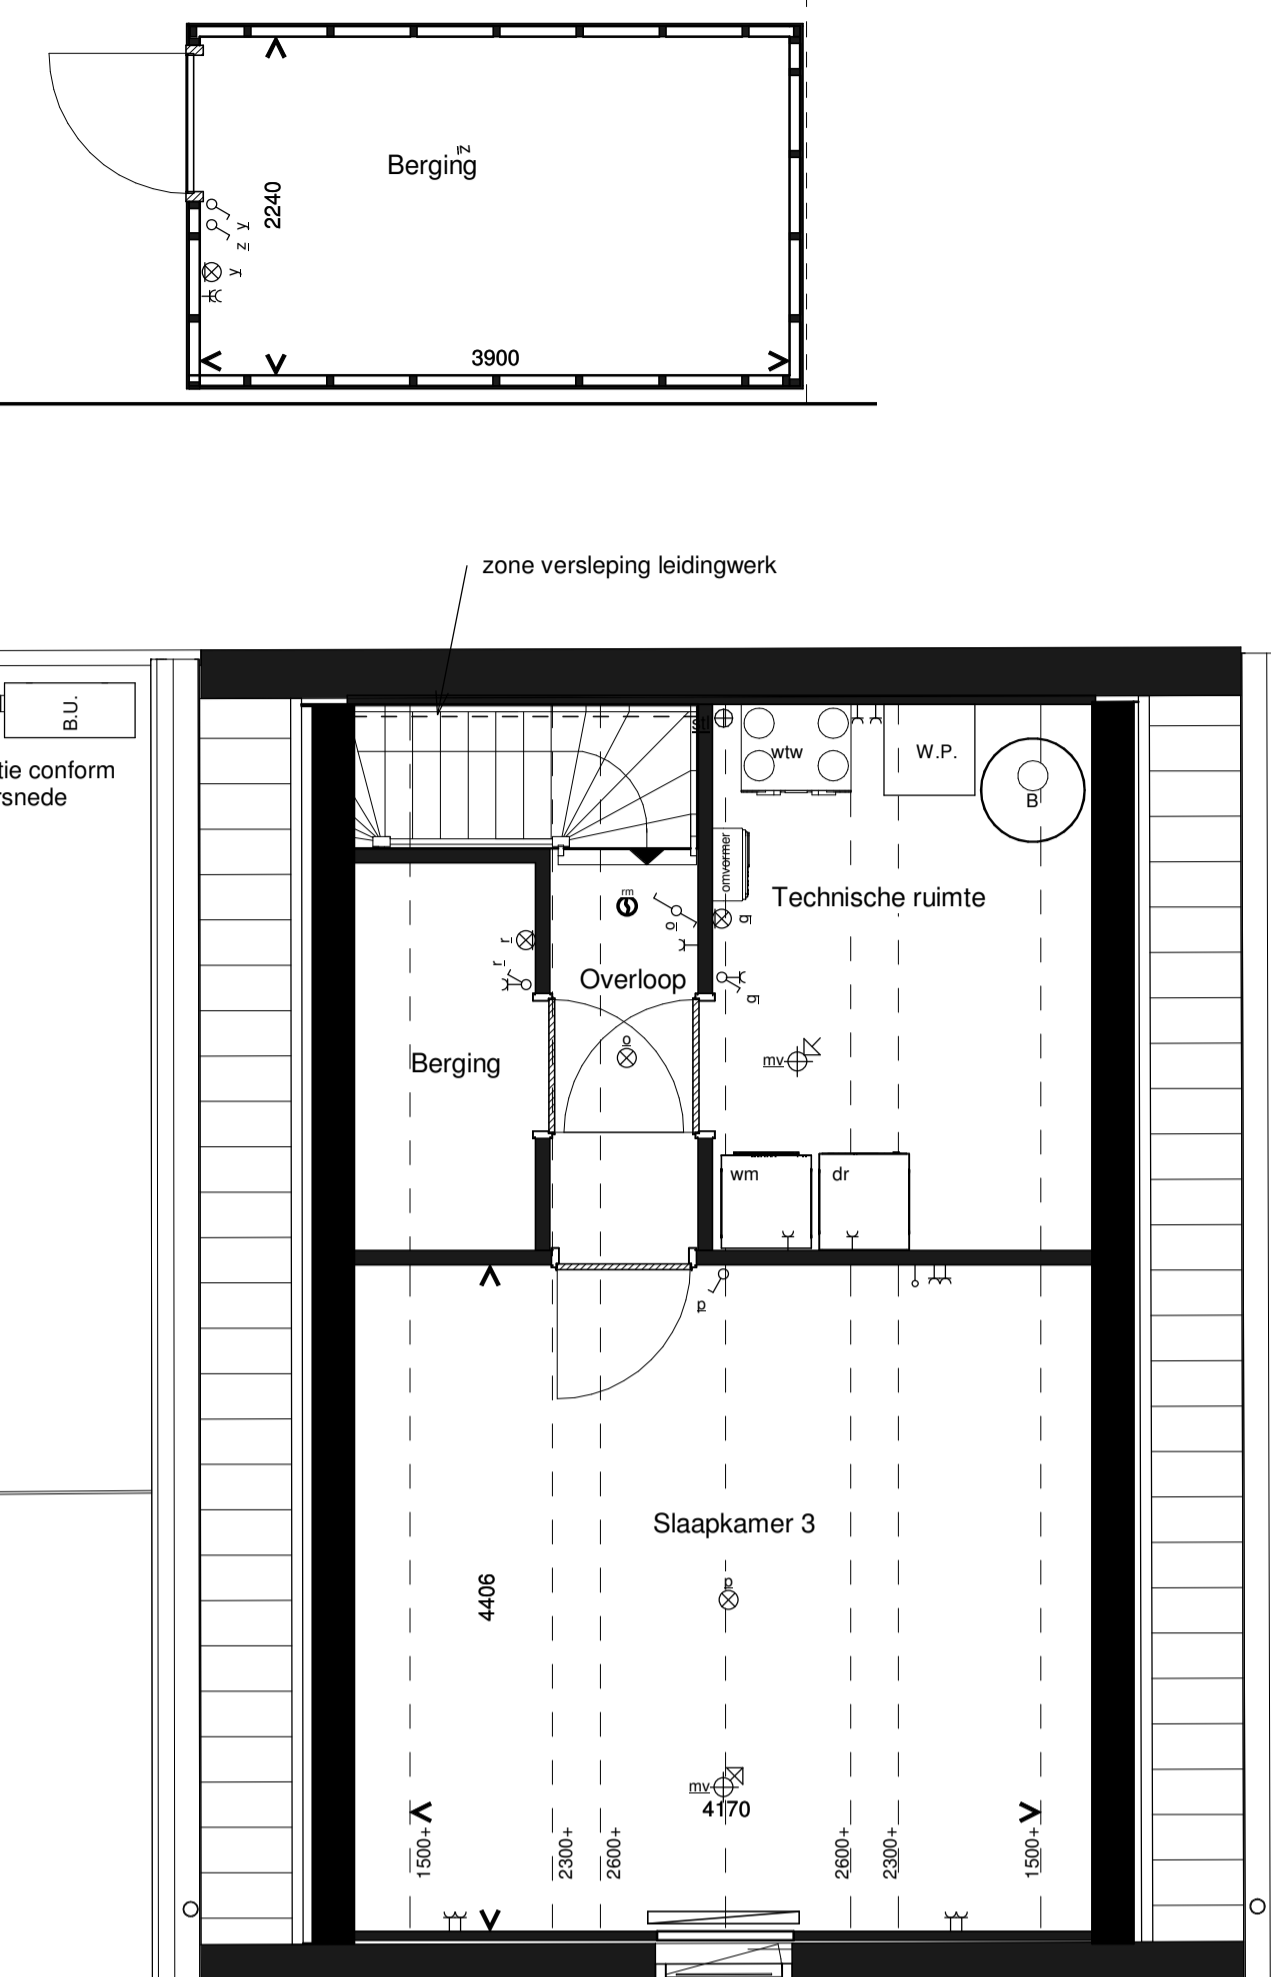 Berging
z
2240
y
z
y
3900
zone versleping leidingwerk
B.U.
tie conform
rsnede
wtw
W.P.
B
omvormer
Technische ruimte
rm
o
q
r
r
Overloop
q
o
Berging
mv
wm
dr
p
Slaapkamer 3
4406
p
mv
4170
1500+
2300+
2600+
2600+
2300+
1500+